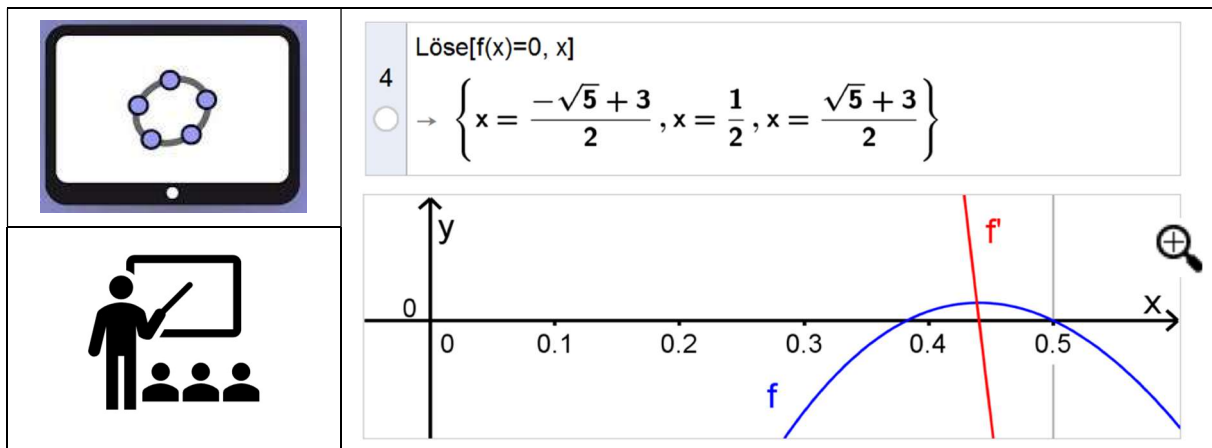 Löse[f(x)=0, x]
4
→ {x = (-√5 + 3)/2 , x = 1/2 , x = (√5 + 3)/2}
y
f'
0
x
0 0.1 0.2 0.3 0.4 0.5
f